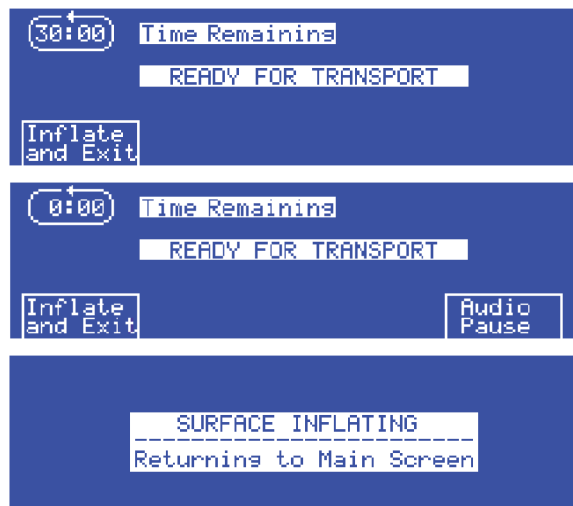 30:00 Time Remaining
READY FOR TRANSPORT
Inflate
and Exit
0:00 Time Remaining
READY FOR TRANSPORT
Inflate
and Exit
Audio
Pause
SURFACE INFLATING
Returning to Main Screen